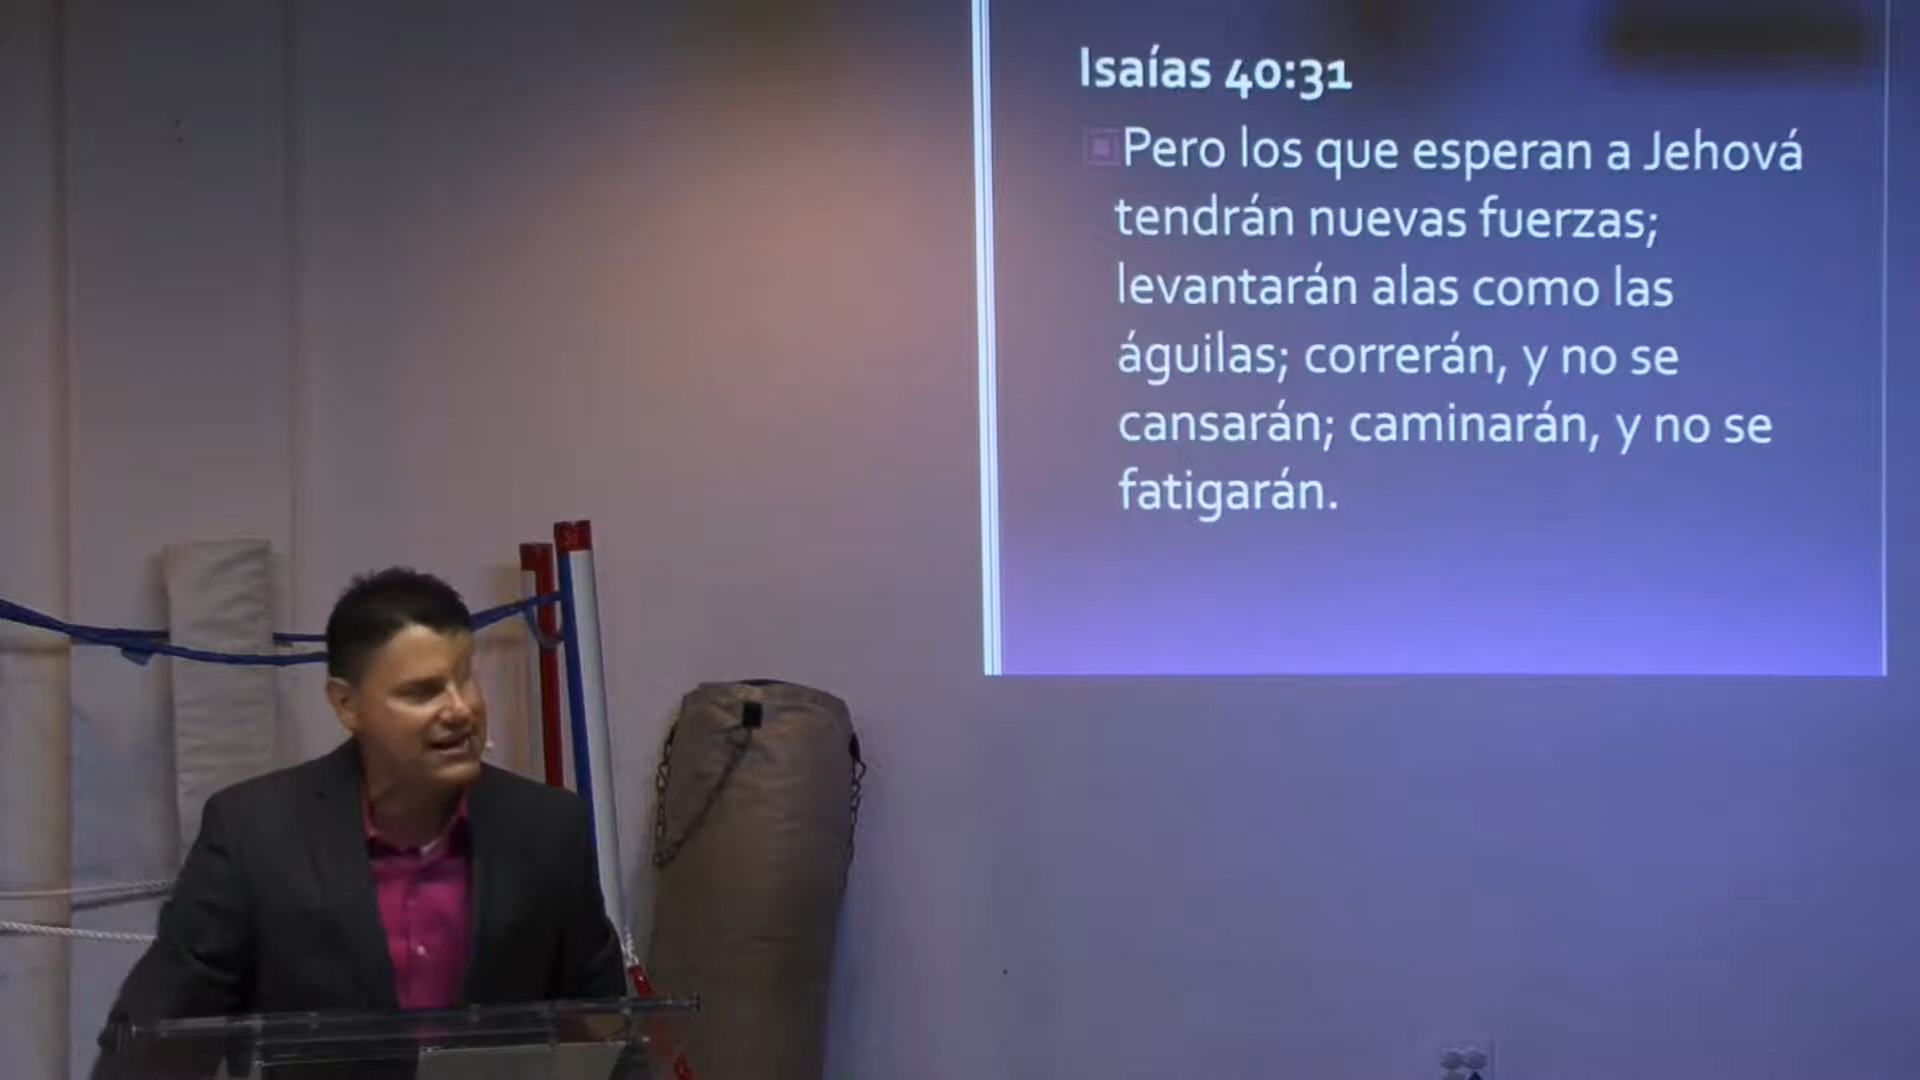 Isaías 40:31
Pero los que esperan a Jehová
tendrán nuevas fuerzas;
levantarán alas como las
águilas; correrán, y no se
cansarán; caminarán, y no se
fatigarán.